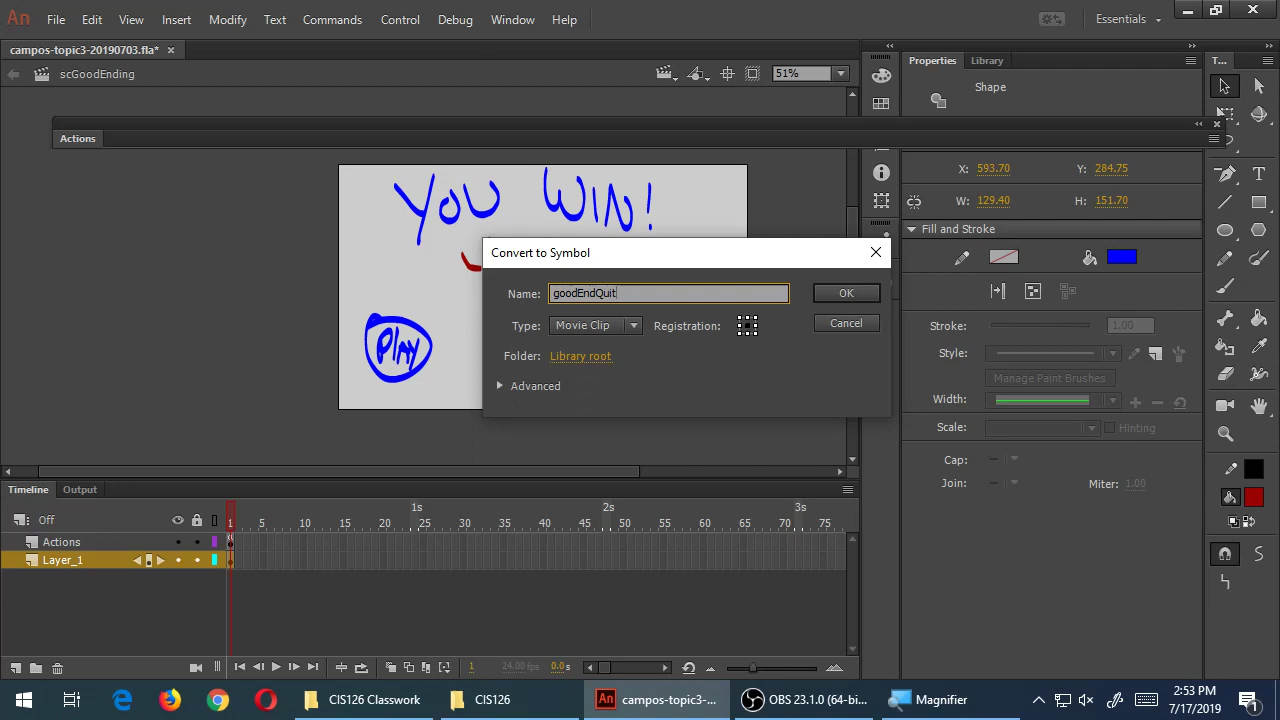 An File Edit View Insert Modify Text Commands Control Debug Window Help Essentials
campos-topic3-20190703.fla*
scGoodEnding 51%
Properties Library T...
Shape
Actions
X: 593.70 Y: 284.75
W: 129.40 H: 151.70
Fill and Stroke
YOU WIN!
Play
Convert to Symbol
Name: goodEndQuit OK
Type: Movie Clip Registration: Cancel
Folder: Library root
Advanced
Stroke: 1.00
Style:
Manage Paint Brushes
Width:
Scale: Hinting
Cap:
Join: Miter: 1.00
Timeline Output
1s 2s 3s
Off 1 5 10 15 20 25 30 35 40 45 50 55 60 65 70 75
Actions
Layer_1
1 24.00 fps 0.0 s
CIS126 Classwork CIS126 An campos-topic3-... OBS 23.1.0 (64-bi... Magnifier
2:53 PM
7/17/2019
1